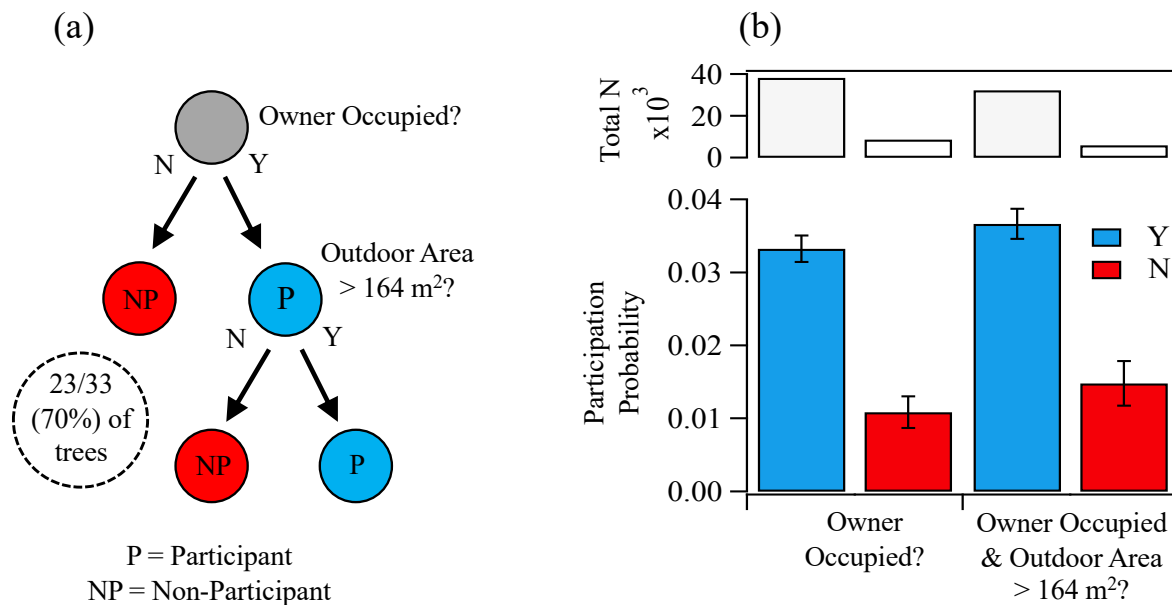 (a)
Owner Occupied?
N
Y
Outdoor Area
> 164 m²?
NP
P
N
Y
23/33
(70%) of
trees
NP
P
P = Participant
NP = Non-Participant
(b)
Total N
x10³
40
20
0
Participation
Probability
0.04
0.03
0.02
0.01
0.00
Y
N
Owner
Occupied?
Owner Occupied
& Outdoor Area
> 164 m²?